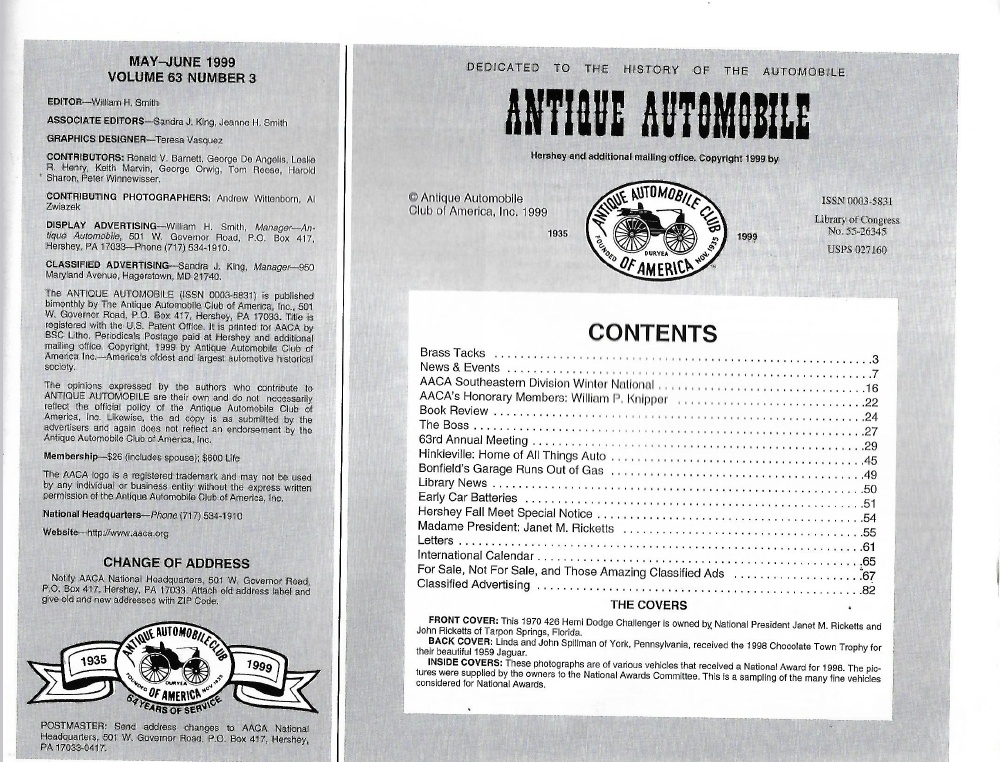 MAY–JUNE 1999
VOLUME 63 NUMBER 3
EDITOR—William H. Smith
ASSOCIATE EDITORS—Sandra J. King, Jeanne H. Smith
GRAPHICS DESIGNER—Teresa Vasquez
CONTRIBUTORS: Ronald V. Barnett, George De Angelis, Leslie
R. Henry, Keith Marvin, George Orwig, Tom Reese, Harold
Sharon, Peter Winnewisser.
CONTRIBUTING PHOTOGRAPHERS: Andrew Wittenborn, Al
Zwiazek
DISPLAY ADVERTISING—William H. Smith, Manager—An-
tique Automobile, 501 W. Governor Road, P.O. Box 417,
Hershey, PA 17033—Phone (717) 534-1910.
CLASSIFIED ADVERTISING—Sandra J. King, Manager—950
Maryland Avenue, Hagerstown, MD 21740.
The ANTIQUE AUTOMOBILE (ISSN 0003-5831) is published
bimonthly by The Antique Automobile Club of America, Inc., 501
W. Governor Road, P.O. Box 417, Hershey, PA 17033. Title is
registered with the U.S. Patent Office. It is printed for AACA by
BSC Litho. Periodicals Postage paid at Hershey and additional
mailing office. Copyright, 1999 by Antique Automobile Club of
America Inc.—America's oldest and largest automotive historical
society.
The opinions expressed by the authors who contribute to
ANTIQUE AUTOMOBILE are their own and do not necessarily
reflect the official policy of the Antique Automobile Club of
America, Inc. Likewise, the ad copy is as submitted by the
advertisers and again does not reflect an endorsement by the
Antique Automobile Club of America, Inc.
Membership—$26 (includes spouse); $600 Life
The AACA logo is a registered trademark and may not be used
by any individual or business entity without the express written
permission of the Antique Automobile Club of America, Inc.
National Headquarters—Phone (717) 534-1910
Website—http://www.aaca.org
CHANGE OF ADDRESS
Notify AACA National Headquarters, 501 W. Governor Road,
P.O. Box 417, Hershey, PA 17033. Attach old address label and
give old and new addresses with ZIP Code.
ANTIQUE AUTOMOBILE CLUB
1935
1999
DURYEA
FOUNDED NOV. 1935
OF AMERICA
64 YEARS OF SERVICE
POSTMASTER: Send address changes to AACA National
Headquarters, 501 W. Governor Road, P.O. Box 417, Hershey,
PA 17033-0417.
DEDICATED TO THE HISTORY OF THE AUTOMOBILE
ANTIQUE AUTOMOBILE
Hershey and additional mailing office. Copyright 1999 by
© Antique Automobile
Club of America, Inc. 1999
1935
ANTIQUE AUTOMOBILE CLUB
DURYEA
FOUNDED NOV. 1935
OF AMERICA
1999
ISSN 0003-5831
Library of Congress
No. 55-26345
USPS 027160
CONTENTS
Brass Tacks ..... 3
News & Events ..... 7
AACA Southeastern Division Winter National ..... 16
AACA's Honorary Members: William P. Knipper ..... 22
Book Review ..... 24
The Boss ..... 27
63rd Annual Meeting ..... 29
Hinkieville: Home of All Things Auto ..... 45
Bonfield's Garage Runs Out of Gas ..... 49
Library News ..... 50
Early Car Batteries ..... 51
Hershey Fall Meet Special Notice ..... 54
Madame President: Janet M. Ricketts ..... 55
Letters ..... 61
International Calendar ..... 65
For Sale, Not For Sale, and Those Amazing Classified Ads ..... 67
Classified Advertising ..... 82
THE COVERS
FRONT COVER: This 1970 426 Hemi Dodge Challenger is owned by National President Janet M. Ricketts and
John Ricketts of Tarpon Springs, Florida.
BACK COVER: Linda and John Spillman of York, Pennsylvania, received the 1998 Chocolate Town Trophy for
their beautiful 1959 Jaguar.
INSIDE COVERS: These photographs are of various vehicles that received a National Award for 1998. The pic-
tures were supplied by the owners to the National Awards Committee. This is a sampling of the many fine vehicles
considered for National Awards.